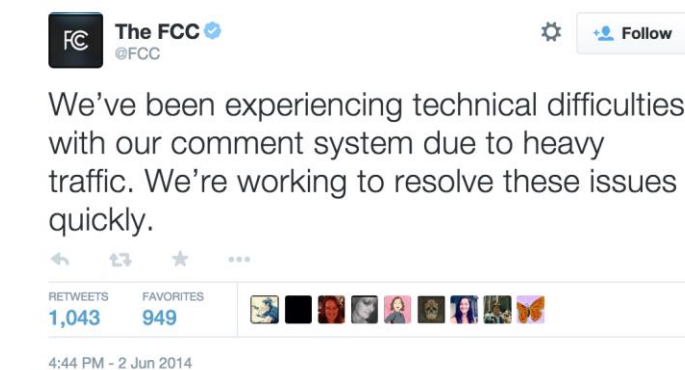 FCC
The FCC
@FCC
Follow
We've been experiencing technical difficulties
with our comment system due to heavy
traffic. We're working to resolve these issues
quickly.
RETWEETS FAVORITES
1,043 949
4:44 PM - 2 Jun 2014